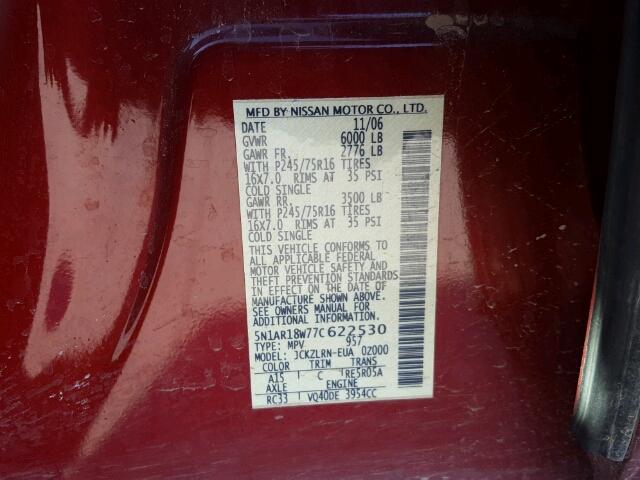 MFD BY NISSAN MOTOR CO., LTD.
DATE 11/06
GVWR 6000 LB
GAWR FR. 2776 LB
WITH P245/75R16 TIRES
16X7.0 RIMS AT 35 PSI
COLD SINGLE
GAWR RR. 3500 LB
WITH P245/75R16 TIRES
16X7.0 RIMS AT 35 PSI
COLD SINGLE
THIS VEHICLE CONFORMS TO
ALL APPLICABLE FEDERAL
MOTOR VEHICLE SAFETY AND
THEFT PREVENTION STANDARDS
IN EFFECT ON THE DATE OF
MANUFACTURE SHOWN ABOVE.
SEE OWNERS MANUAL FOR
ADDITIONAL INFORMATION.
5N1AR18W77C622530
TYPE: MPV 957
MODEL: JCKZLRN-EUA 02000
COLOR TRIM TRANS
A15 C RE5R05A
AXLE ENGINE
RC33 VQ40DE 3954CC